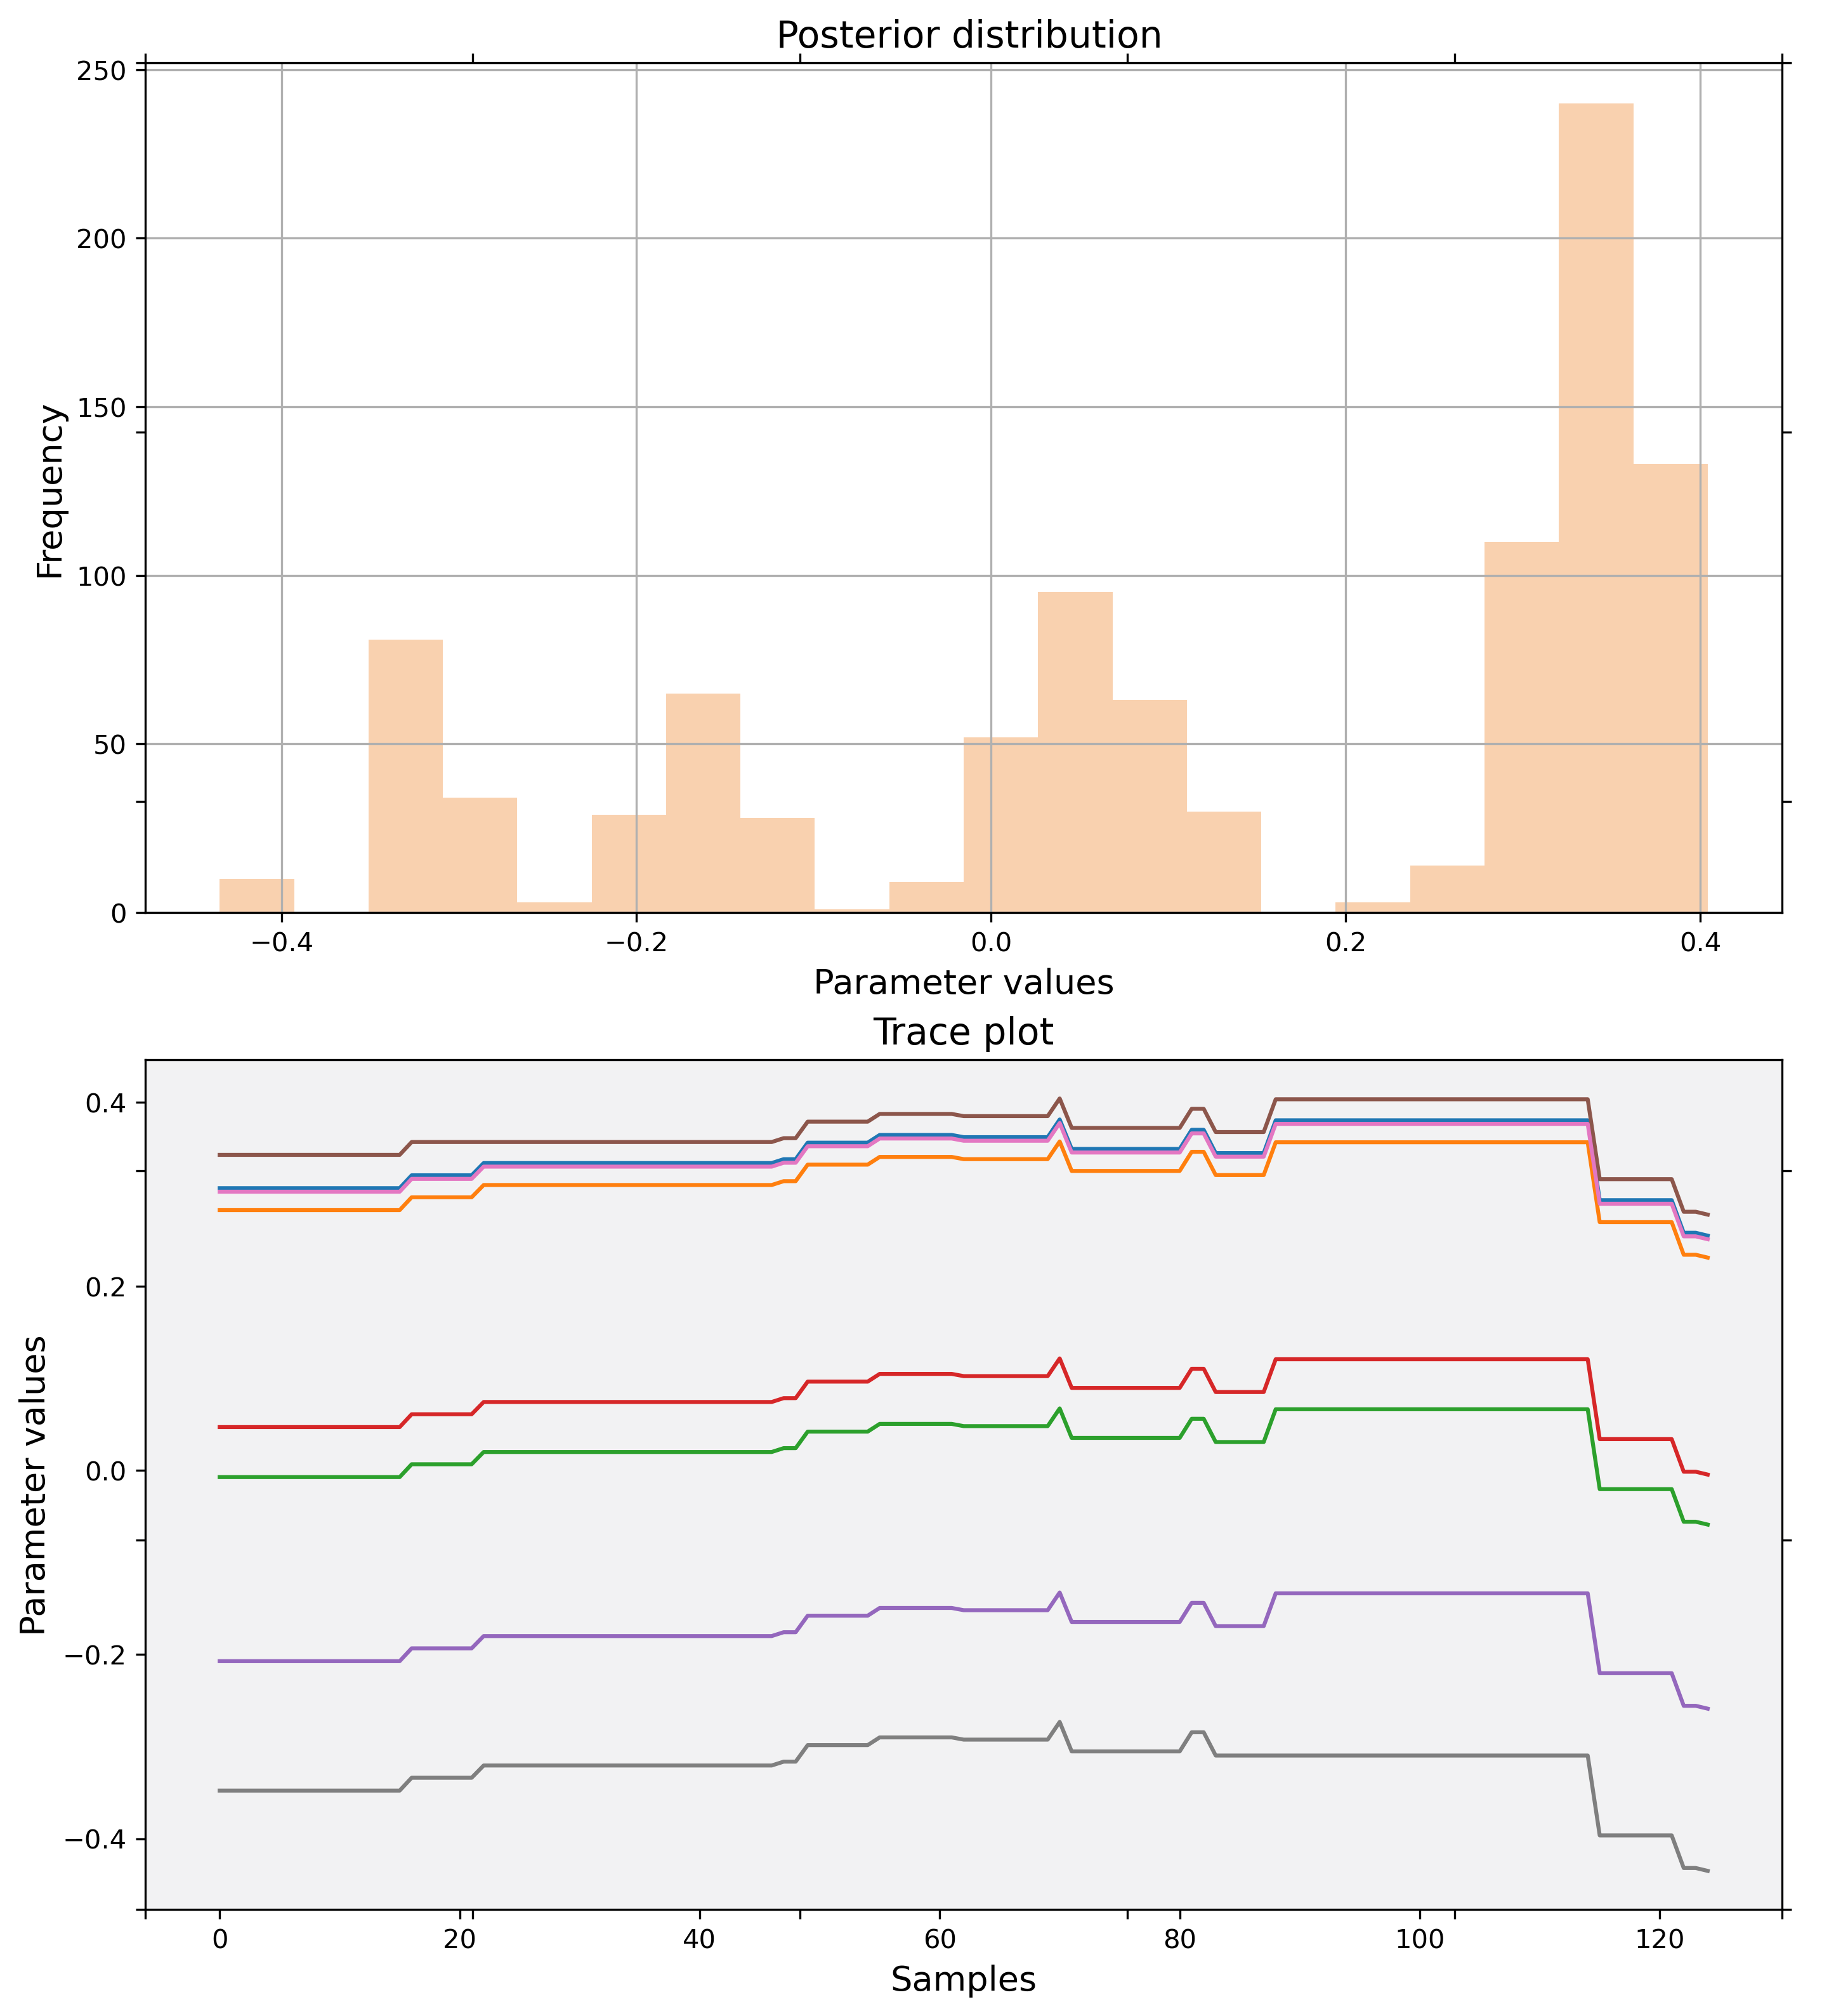 Posterior distribution
250
200
150
100
50
0
Frequency
−0.4 −0.2 0.0 0.2 0.4
Parameter values
Trace plot
0.4
0.2
0.0
−0.2
−0.4
Parameter values
0 20 40 60 80 100 120
Samples